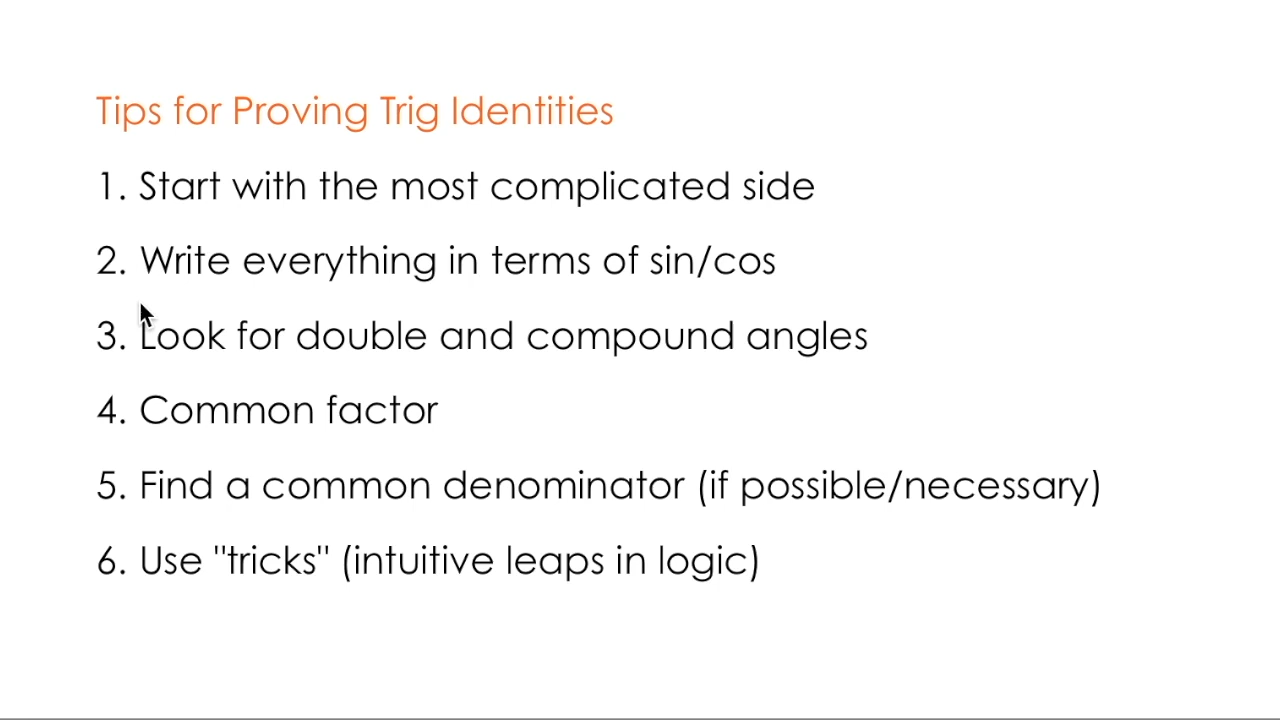 Tips for Proving Trig Identities
1. Start with the most complicated side
2. Write everything in terms of sin/cos
3. Look for double and compound angles
4. Common factor
5. Find a common denominator (if possible/necessary)
6. Use "tricks" (intuitive leaps in logic)